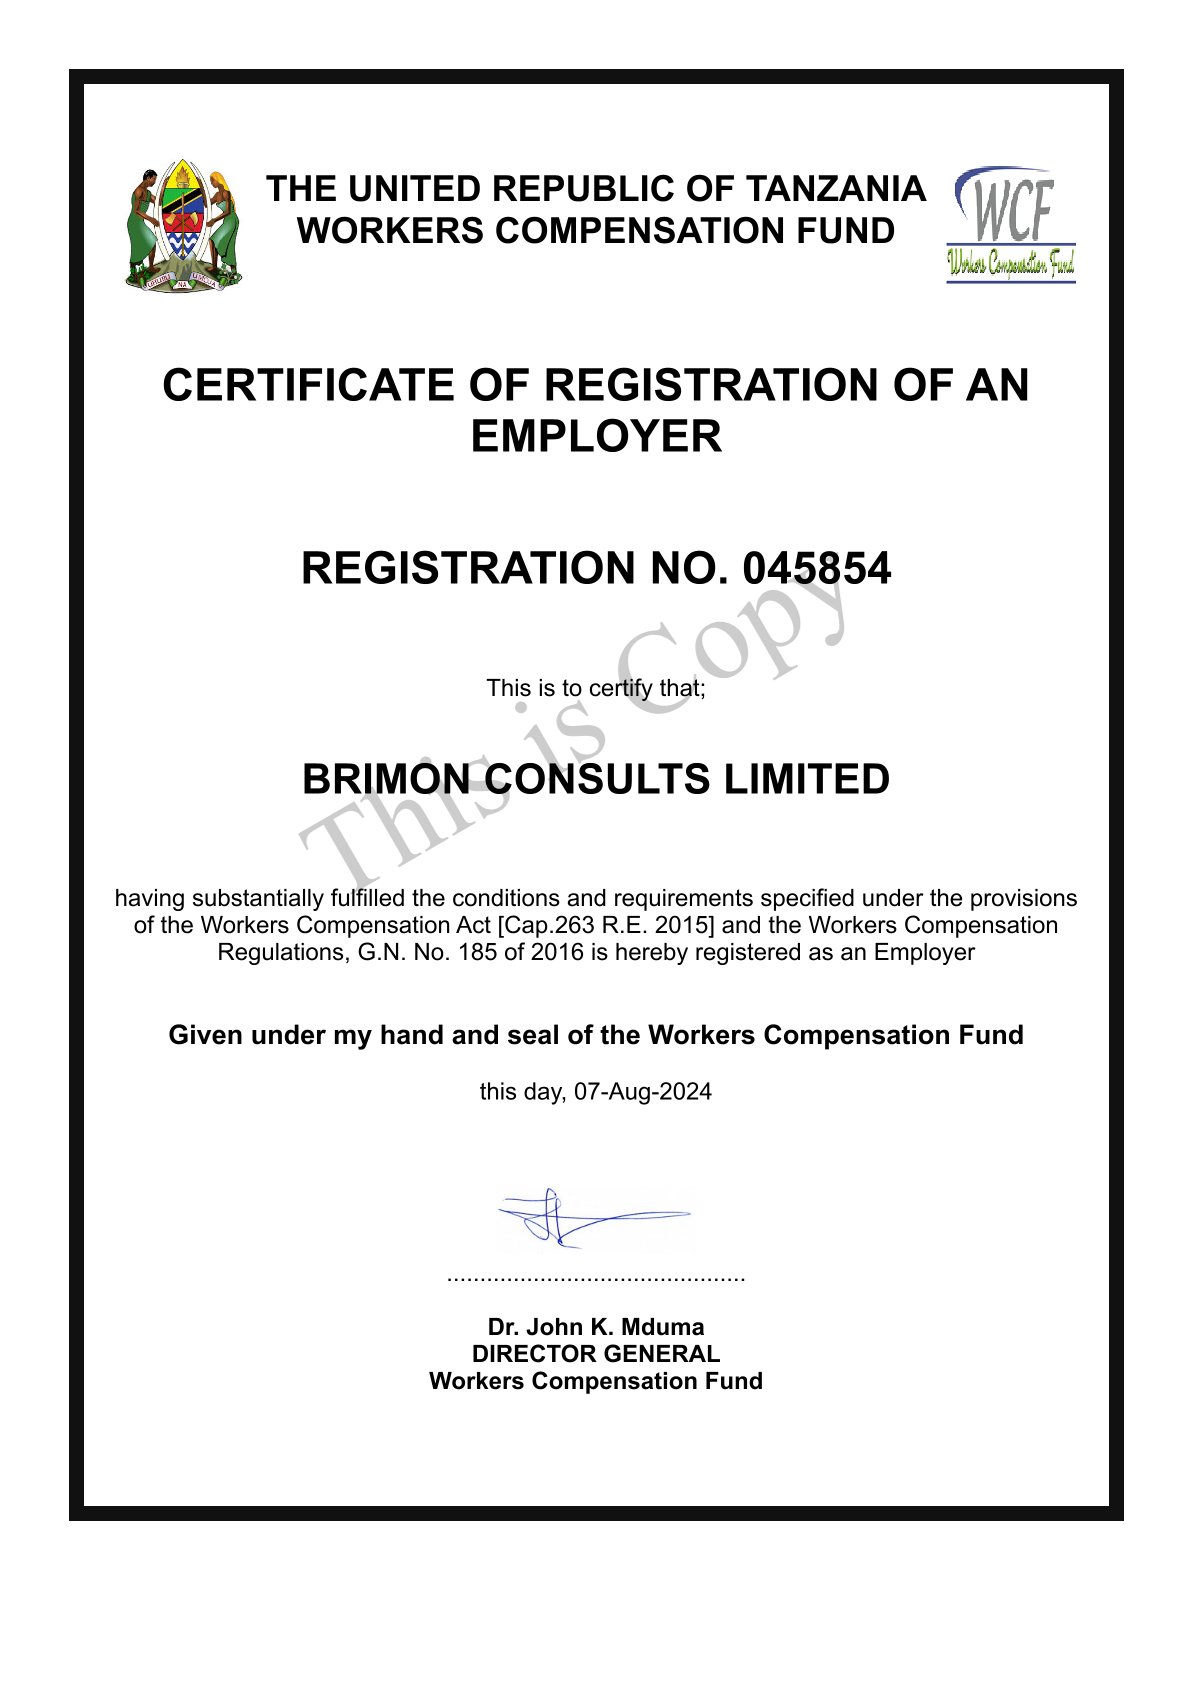 THE UNITED REPUBLIC OF TANZANIA
WORKERS COMPENSATION FUND
UHURU NA UMOJA
WCF
Workers Compensation Fund
CERTIFICATE OF REGISTRATION OF AN
EMPLOYER
REGISTRATION NO. 045854
This is Copy
This is to certify that;
BRIMON CONSULTS LIMITED
having substantially fulfilled the conditions and requirements specified under the provisions
of the Workers Compensation Act [Cap.263 R.E. 2015] and the Workers Compensation
Regulations, G.N. No. 185 of 2016 is hereby registered as an Employer
Given under my hand and seal of the Workers Compensation Fund
this day, 07-Aug-2024
.............................................
Dr. John K. Mduma
DIRECTOR GENERAL
Workers Compensation Fund